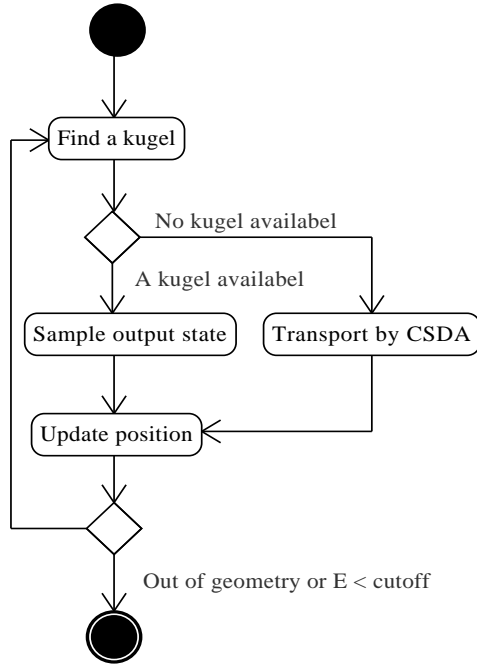 Find a kugel
No kugel availabel
A kugel availabel
Sample output state
Transport by CSDA
Update position
Out of geometry or E < cutoff